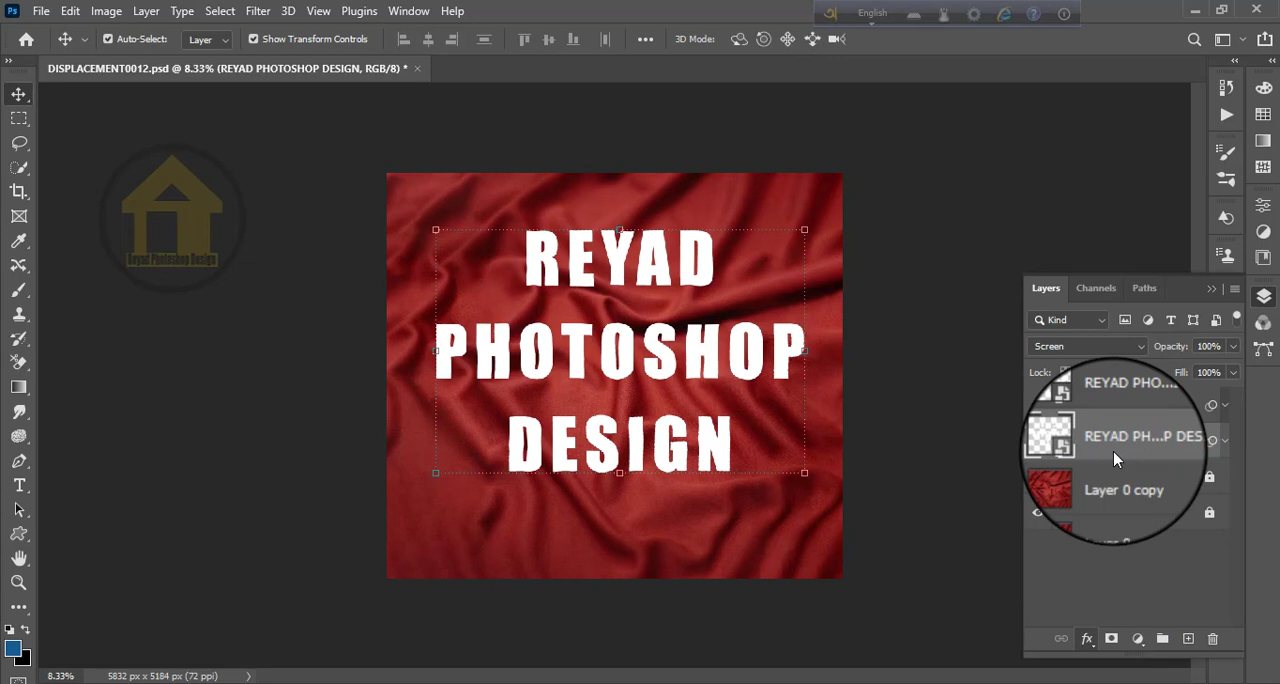 Ps File Edit Image Layer Type Select Filter 3D View Plugins Window Help
English
Auto-Select: Layer Show Transform Controls 3D Mode:
DISPLACEMENT0012.psd @ 8.33% (REYAD PHOTOSHOP DESIGN, RGB/8) * ×
Reyad Photoshop Design
REYAD
PHOTOSHOP
DESIGN
Layers Channels Paths
Kind
Screen Opacity: 100%
Lock: Fill: 100%
REYAD PHO...
REYAD PH...P DES
Layer 0 copy
fx
8.33% 5832 px x 5184 px (72 ppi)